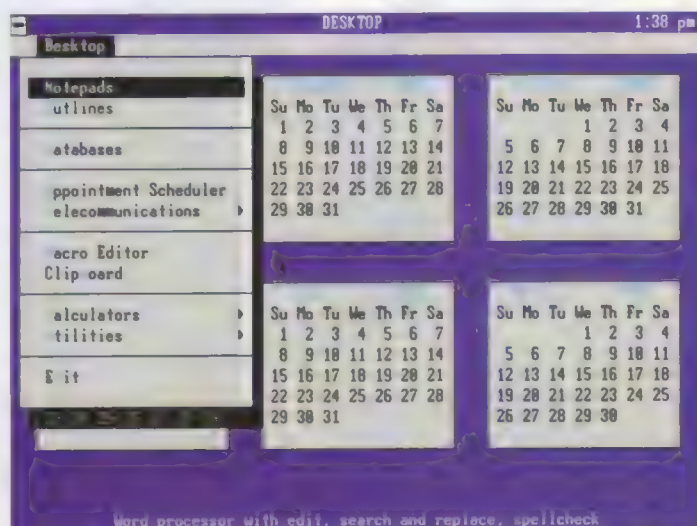 DESKTOP 1:38 pm
Desktop
Notepads
utlines
atabases
ppointment Scheduler
elecommunications
acro Editor
Clip oard
alculators
tilities
E it
Su Mo Tu We Th Fr Sa
1 2 3 4 5 6 7
8 9 10 11 12 13 14
15 16 17 18 19 20 21
22 23 24 25 26 27 28
29 30 31
Su Mo Tu We Th Fr Sa
1 2 3 4
5 6 7 8 9 10 11
12 13 14 15 16 17 18
19 20 21 22 23 24 25
26 27 28 29 30 31
Su Mo Tu We Th Fr Sa
1 2 3 4 5 6 7
8 9 10 11 12 13 14
15 16 17 18 19 20 21
22 23 24 25 26 27 28
29 30 31
Su Mo Tu We Th Fr Sa
1 2 3 4
5 6 7 8 9 10 11
12 13 14 15 16 17 18
19 20 21 22 23 24 25
26 27 28 29 30
Word processor with edit, search and replace, spellcheck